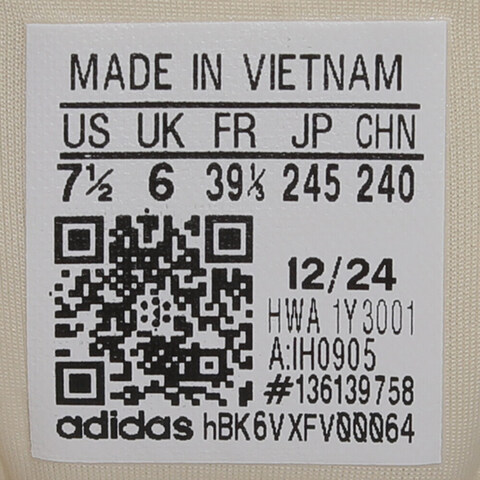 MADE IN VIETNAM
US UK FR JP CHN
7½ 6 39⅓ 245 240
12/24
HWA 1Y3001
A:IH0905
#136139758
adidas hBK6VXFV00064